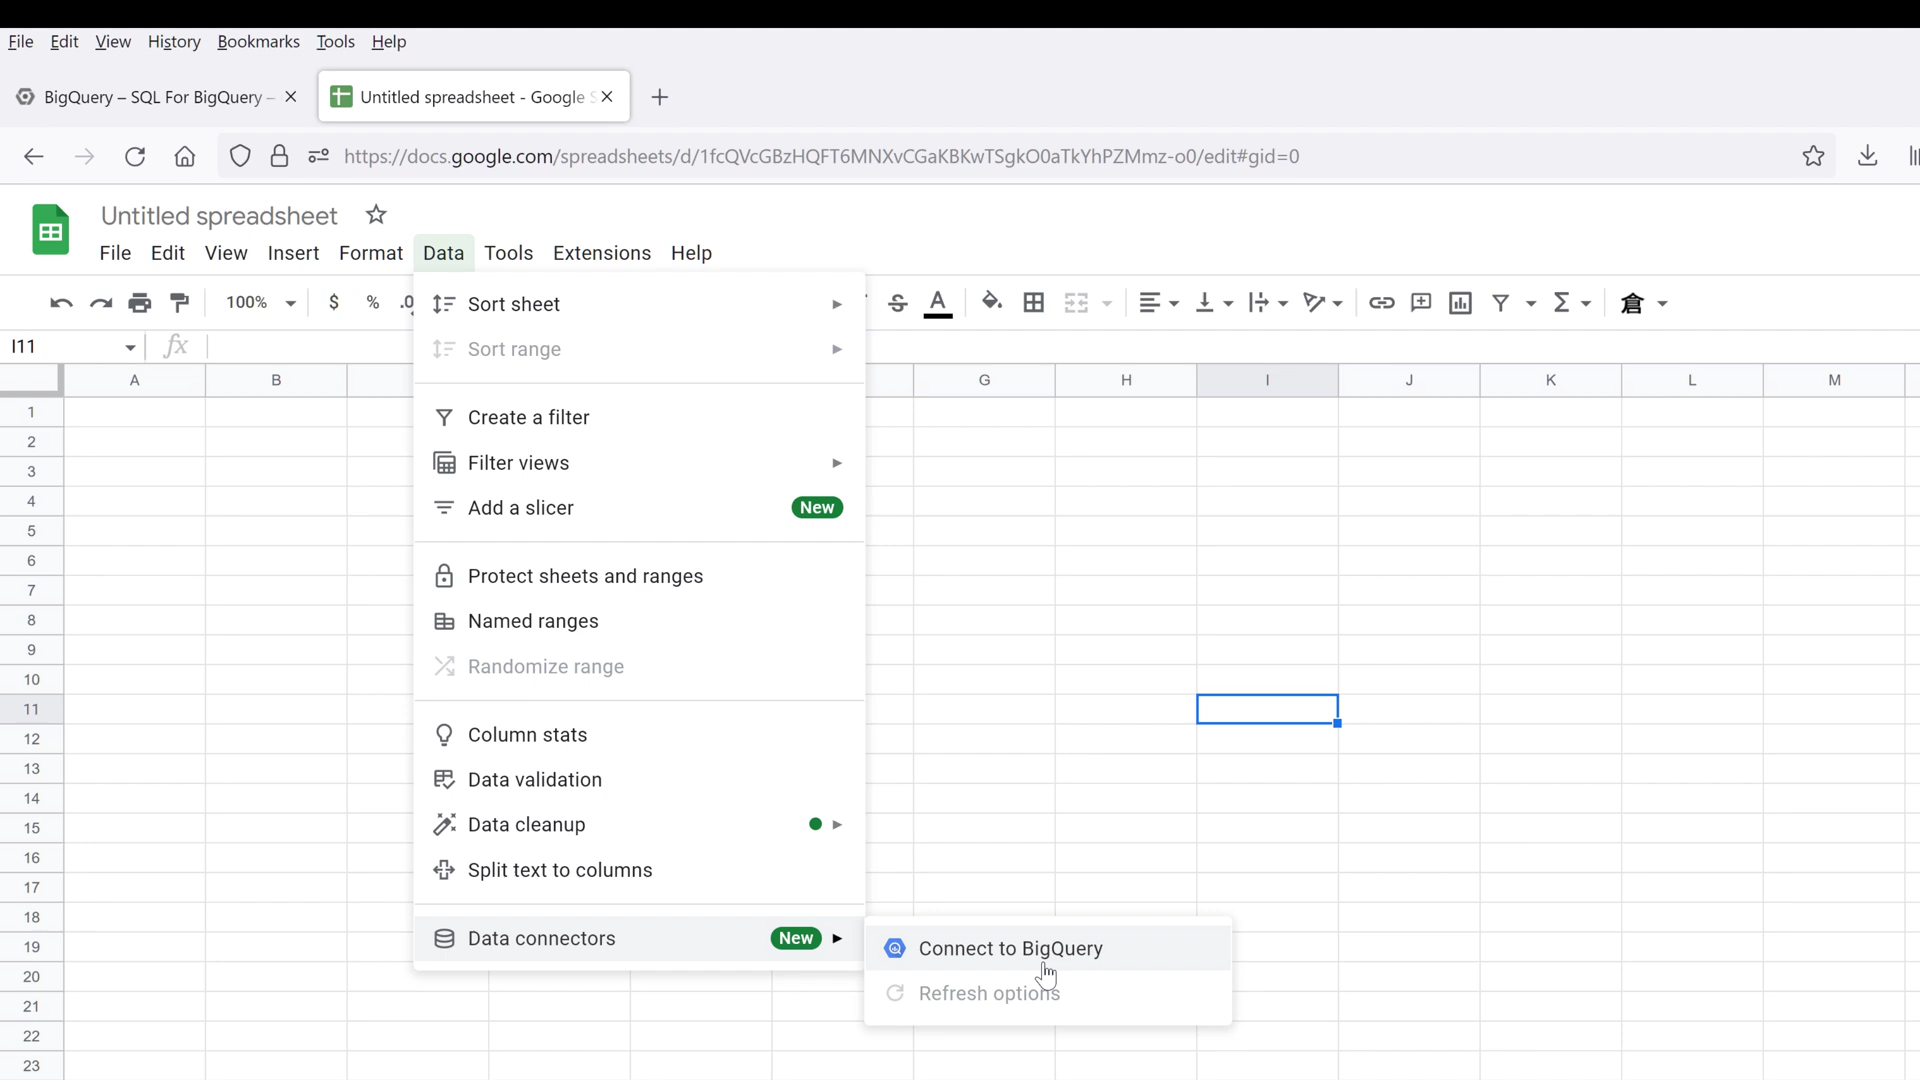 File Edit View History Bookmarks Tools Help
BigQuery – SQL For BigQuery – Untitled spreadsheet - Google S
https://docs.google.com/spreadsheets/d/1fcQVcGBzHQFT6MNXvCGaKBKwTSgkO0aTkYhPZMmz-o0/edit#gid=0
Untitled spreadsheet
File Edit View Insert Format Data Tools Extensions Help
100% $ % .0 A 倉
I11 fx
A B G H I J K L M
Sort sheet
Sort range
Create a filter
Filter views
Add a slicer New
Protect sheets and ranges
Named ranges
Randomize range
Column stats
Data validation
Data cleanup
Split text to columns
Data connectors New
Connect to BigQuery
Refresh options
1
2
3
4
5
6
7
8
9
10
11
12
13
14
15
16
17
18
19
20
21
22
23